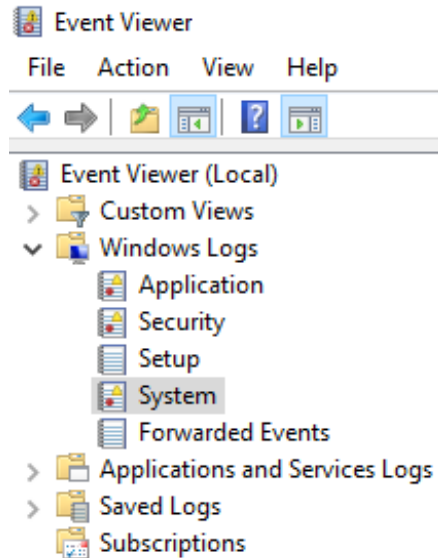 Event Viewer
File Action View Help
?
Event Viewer (Local)
Custom Views
Windows Logs
Application
Security
Setup
System
Forwarded Events
Applications and Services Logs
Saved Logs
Subscriptions